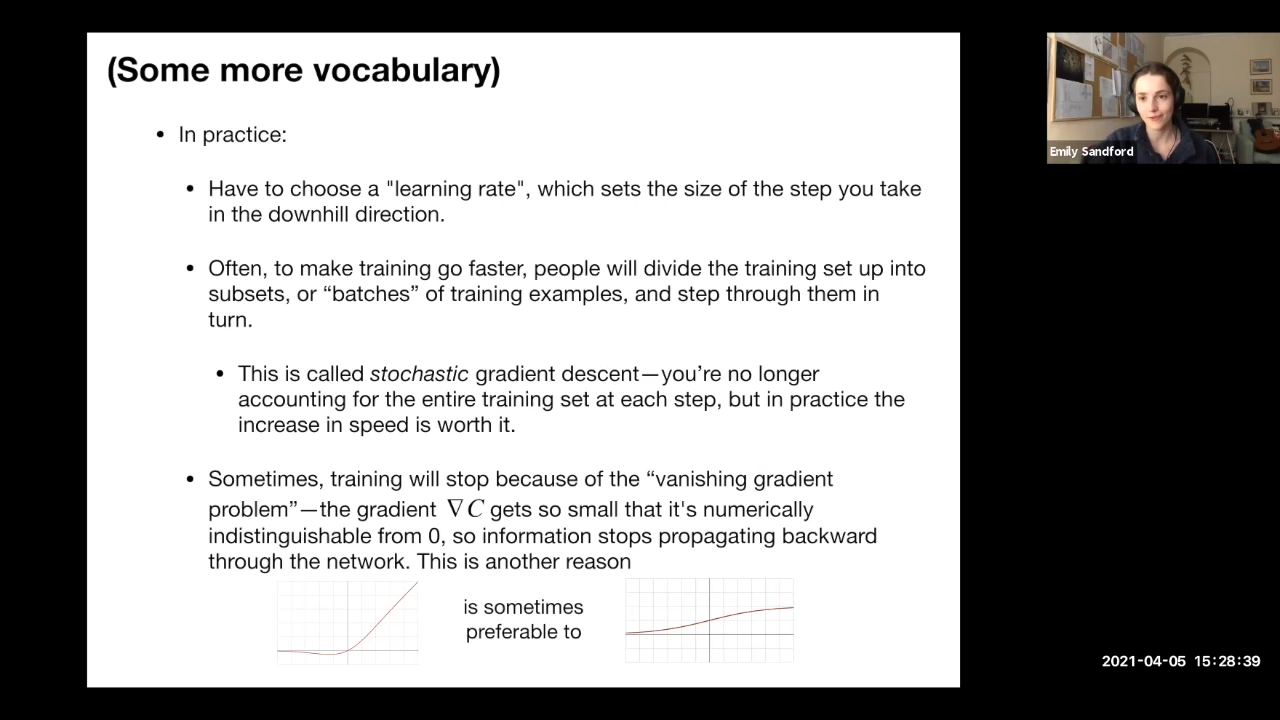 (Some more vocabulary)
• In practice:
• Have to choose a "learning rate", which sets the size of the step you take
in the downhill direction.
• Often, to make training go faster, people will divide the training set up into
subsets, or “batches” of training examples, and step through them in
turn.
• This is called stochastic gradient descent—you’re no longer
accounting for the entire training set at each step, but in practice the
increase in speed is worth it.
• Sometimes, training will stop because of the “vanishing gradient
problem”—the gradient ∇C gets so small that it's numerically
indistinguishable from 0, so information stops propagating backward
through the network. This is another reason
is sometimes
preferable to
Emily Sandford
2021-04-05 15:28:39